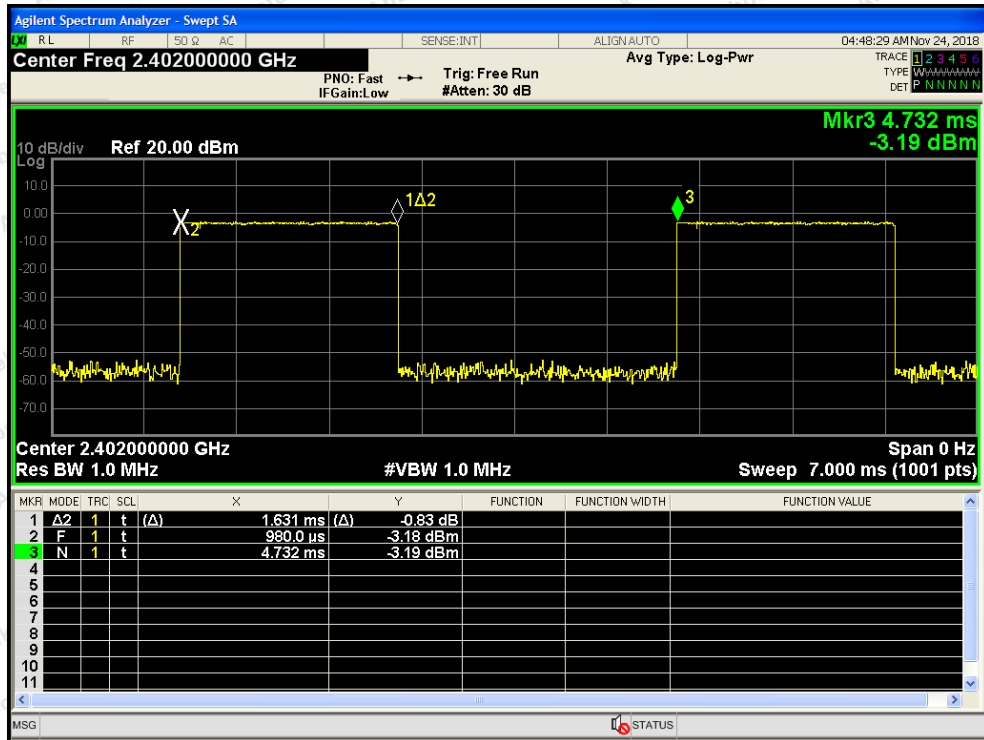 Agilent Spectrum Analyzer - Swept SA
LXI RL RF 50 Ω AC SENSE:INT ALIGN AUTO 04:48:29 AM Nov 24, 2018
Center Freq 2.402000000 GHz Avg Type: Log-Pwr TRACE 1 2 3 4 5 6
PNO: Fast Trig: Free Run TYPE WWWWWW
IFGain:Low #Atten: 30 dB DET P N N N N N
Mkr3 4.732 ms
10 dB/div Ref 20.00 dBm -3.19 dBm
Log
10.0
0.00
-10.0
-20.0
-30.0
-40.0
-50.0
-60.0
-70.0
X2
1Δ2
3
Center 2.402000000 GHz Span 0 Hz
Res BW 1.0 MHz #VBW 1.0 MHz Sweep 7.000 ms (1001 pts)
MKR MODE TRC SCL X Y FUNCTION FUNCTION WIDTH FUNCTION VALUE
1 Δ2 1 t (Δ) 1.631 ms (Δ) -0.83 dB
2 F 1 t 980.0 µs -3.18 dBm
3 N 1 t 4.732 ms -3.19 dBm
4
5
6
7
8
9
10
11
MSG STATUS